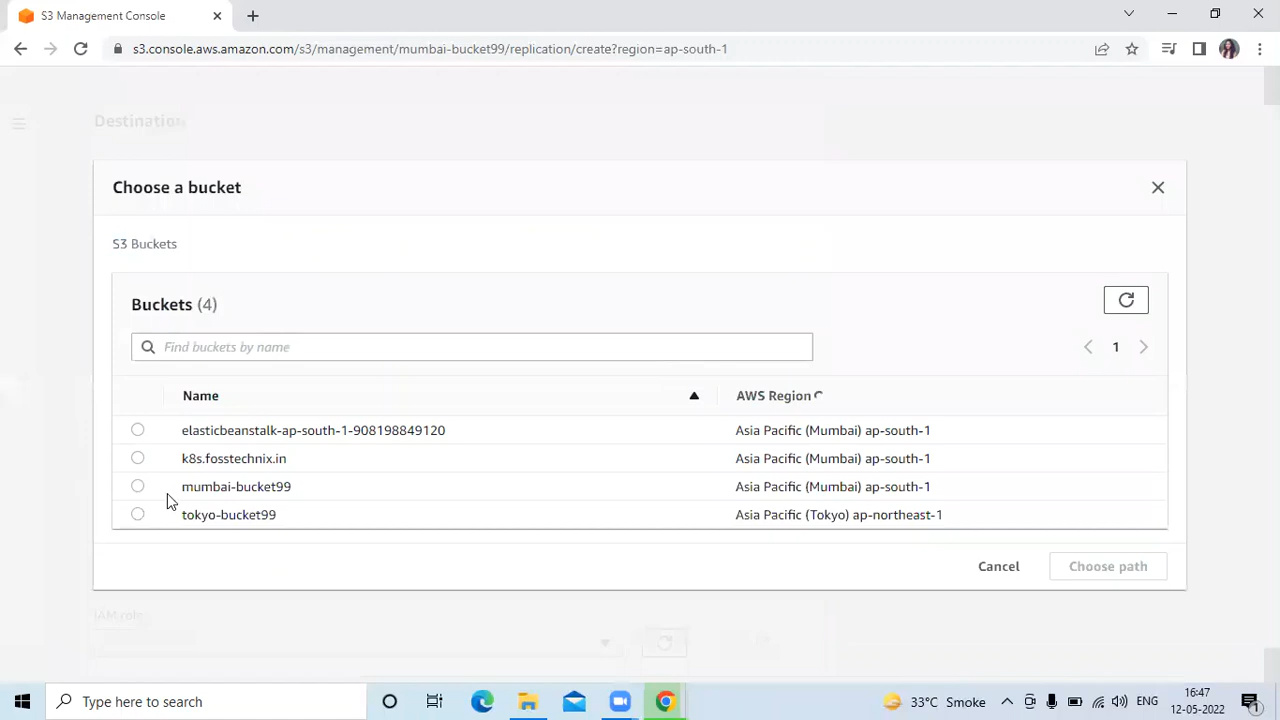 S3 Management Console
s3.console.aws.amazon.com/s3/management/mumbai-bucket99/replication/create?region=ap-south-1
Destination
Choose a bucket
S3 Buckets
Buckets (4)
Find buckets by name
1
Name AWS Region
elasticbeanstalk-ap-south-1-908198849120 Asia Pacific (Mumbai) ap-south-1
k8s.fosstechnix.in Asia Pacific (Mumbai) ap-south-1
mumbai-bucket99 Asia Pacific (Mumbai) ap-south-1
tokyo-bucket99 Asia Pacific (Tokyo) ap-northeast-1
Cancel Choose path
IAM role
Type here to search 33°C Smoke ENG 16:47
12-05-2022 1